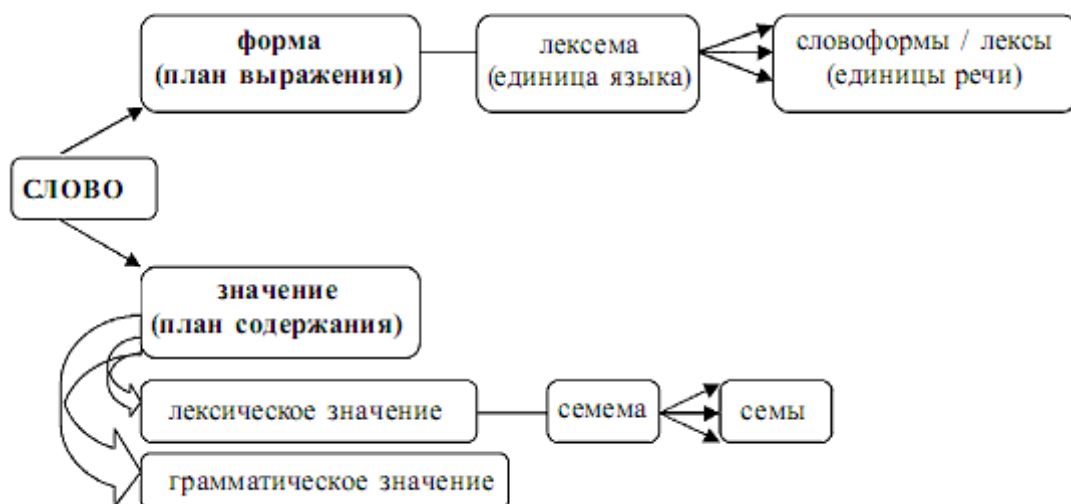 форма
(план выражения)
лексема
(единица языка)
словоформы / лексы
(единицы речи)
СЛОВО
значение
(план содержания)
лексическое значение
семема
семы
грамматическое значение